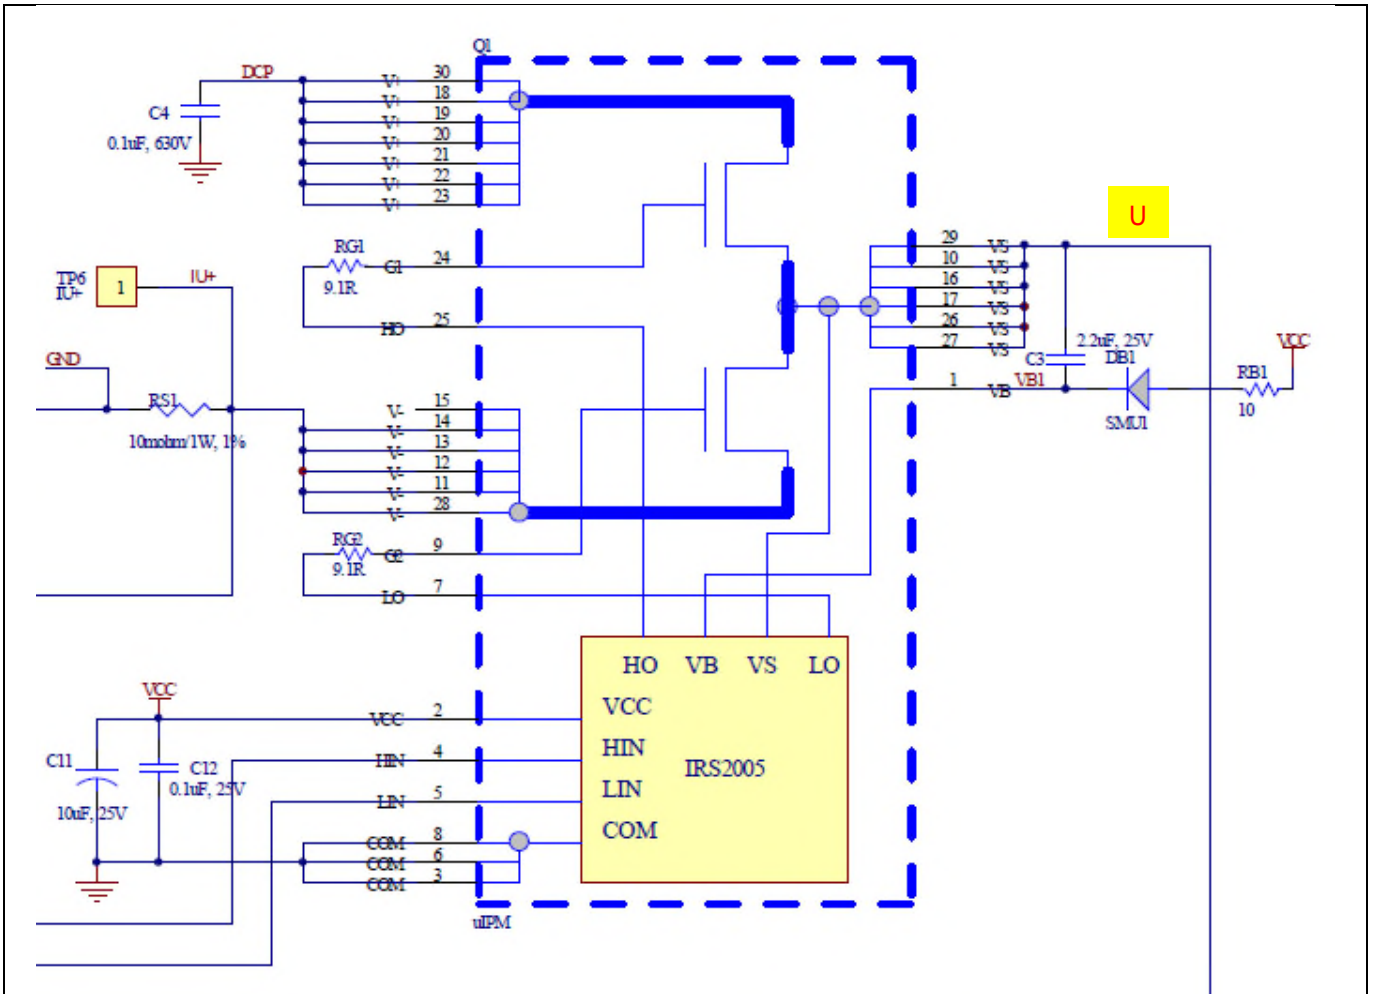 Q1
DCP
C4
0.1uF, 630V
V+ 30
V+ 18
V+ 19
V+ 20
V+ 21
V+ 22
V+ 23
RG1
9.1R
G1 24
HO 25
TP6
IU+
1
IU+
GND
RS1
10mohm/1W, 1%
V- 15
V- 14
V- 13
V- 12
V- 11
V- 28
RG2
9.1R
G2 9
LO 7
U
29 VS
10 VS
16 VS
17 VS
26 VS
27 VS
1 VB
VB1
C3
2.2uF, 25V
DB1
SMU1
RB1
10
VCC
HO VB VS LO
VCC
HIN
IRS2005
LIN
COM
VCC
C11
10uF, 25V
C12
0.1uF, 25V
VCC 2
HIN 4
LIN 5
COM 8
COM 6
COM 3
uIPM